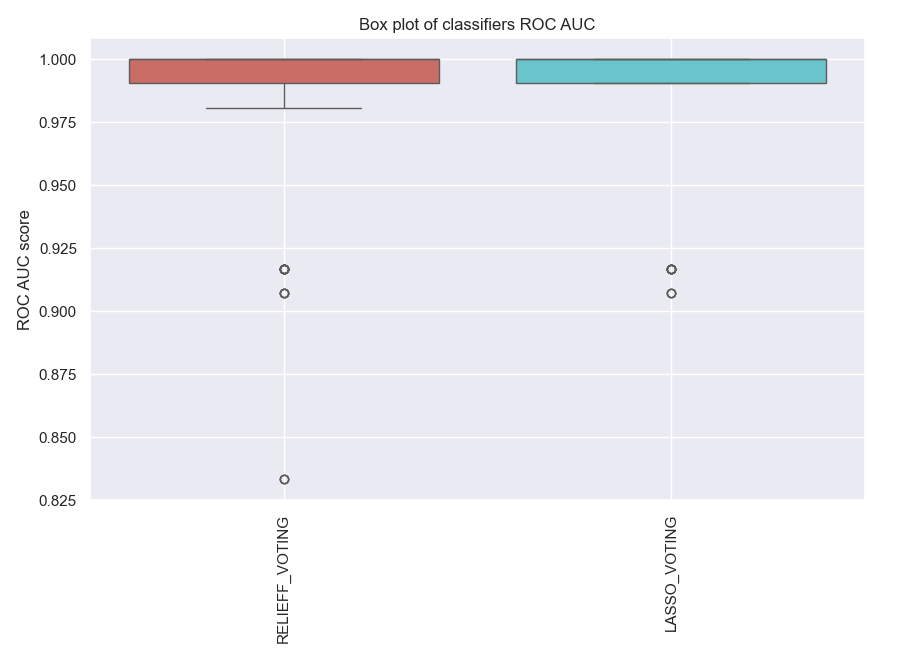 Box plot of classifiers ROC AUC
ROC AUC score
1.000
0.975
0.950
0.925
0.900
0.875
0.850
0.825
RELIEFF_VOTING
LASSO_VOTING